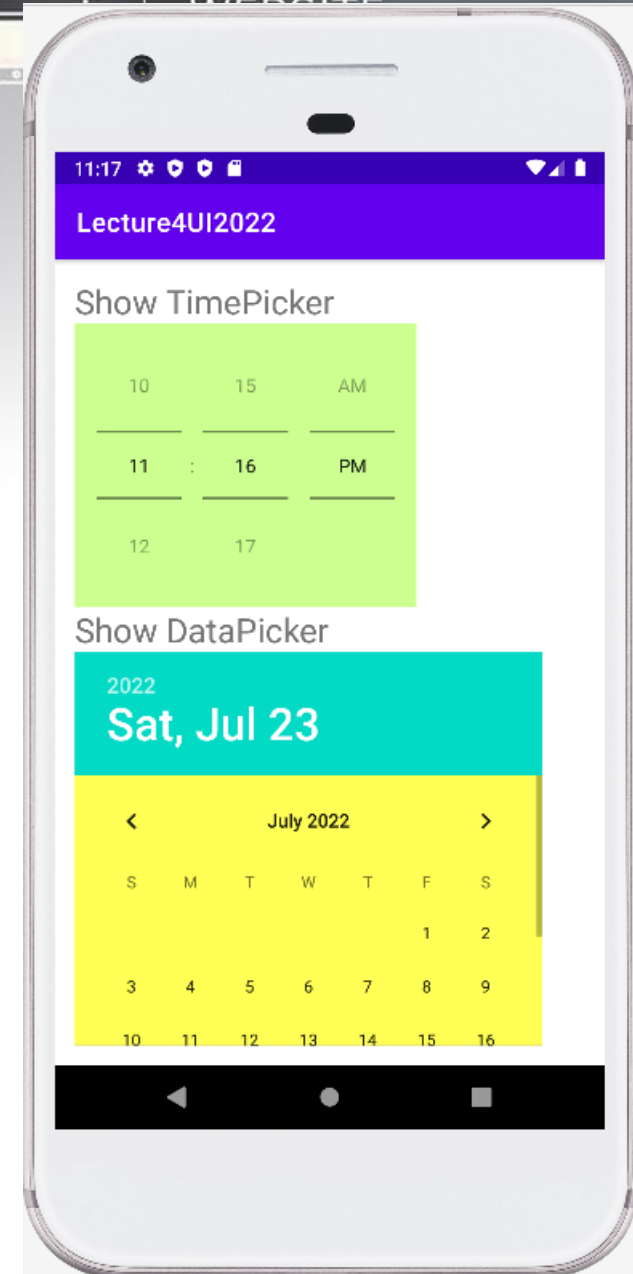 WEBSITE
11:17
Lecture4UI2022
Show TimePicker
10 15 AM
11 : 16 PM
12 17
Show DataPicker
2022
Sat, Jul 23
July 2022
S M T W T F S
1 2
3 4 5 6 7 8 9
10 11 12 13 14 15 16